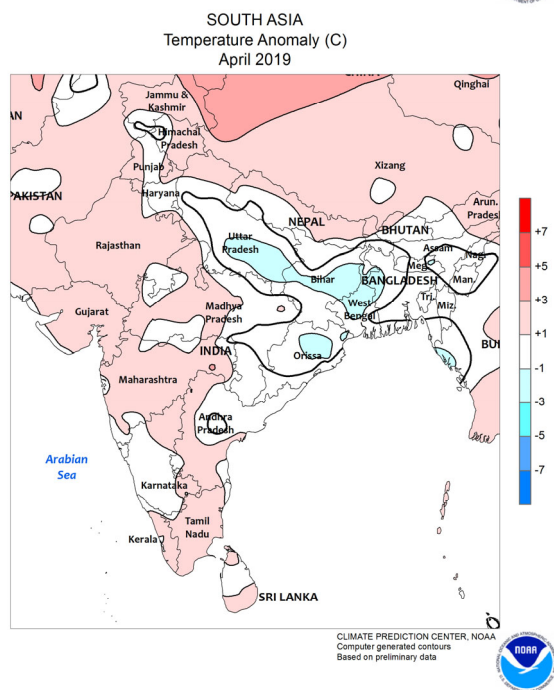 SOUTH ASIA
Temperature Anomaly (C)
April 2019
CHINA
Qinghai
Jammu &
Kashmir
AN
Himachal
Pradesh
Punjab
Xizang
PAKISTAN
Haryana
Arun.
Prades
NEPAL
BHUTAN
Uttar
Pradesh
Rajasthan
Assam
Nag.
Meg.
Bihar
BANGLADESH
Man.
Tri.
Miz.
West
Bengal
Gujarat
Madhya
Pradesh
INDIA
Orissa
BU
Maharashtra
Andhra
Pradesh
Arabian
Sea
Karnataka
Tamil
Nadu
Kerala
SRI LANKA
+7
+5
+3
+1
-1
-3
-5
-7
CLIMATE PREDICTION CENTER, NOAA
Computer generated contours
Based on preliminary data
NOAA